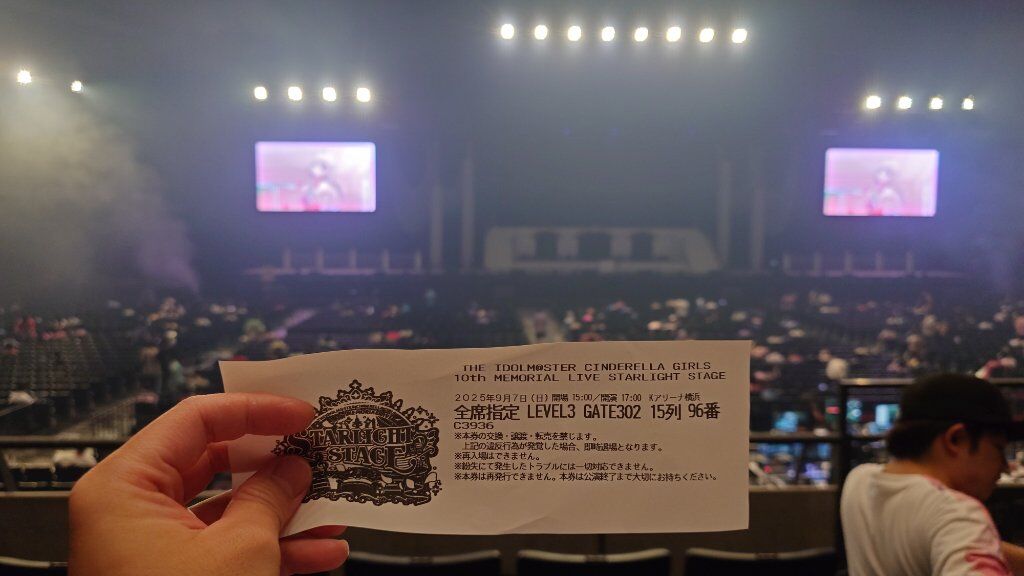 THE IDOLM@STER CINDERELLA GIRLS
10th MEMORIAL LIVE STARLIGHT STAGE
2025年9月7日(日) 開場 15:00/開演 17:00 Kアリーナ横浜
全席指定 LEVEL3 GATE302 15列 96番
C3936
※本券の交換・譲渡・転売を禁じます。
上記の違反行為が発覚した場合、即時退場となります。
※再入場はできません。
※紛失にて発生したトラブルには一切対応できません。
※本券は再発行できません。本券は公演終了まで大切にお持ちください。
STARLIGHT
STAGE